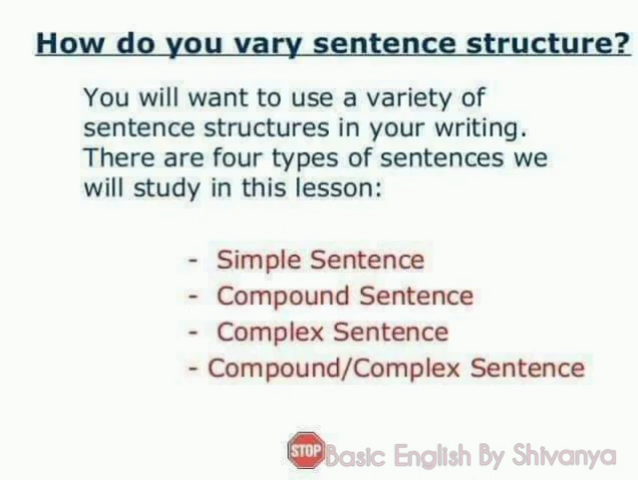 How do you vary sentence structure?
You will want to use a variety of
sentence structures in your writing.
There are four types of sentences we
will study in this lesson:
- Simple Sentence
- Compound Sentence
- Complex Sentence
- Compound/Complex Sentence
STOP Basic English By Shivanya